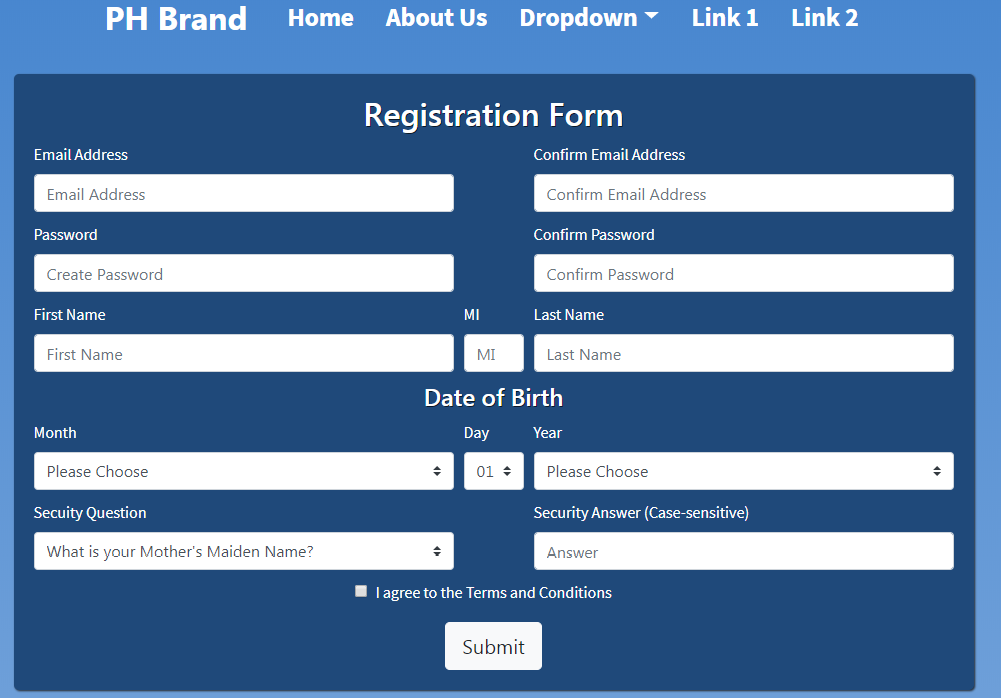 PH Brand Home About Us Dropdown Link 1 Link 2
Registration Form
Email Address Confirm Email Address
Email Address Confirm Email Address
Password Confirm Password
Create Password Confirm Password
First Name MI Last Name
First Name MI Last Name
Date of Birth
Month Day Year
Please Choose 01 Please Choose
Secuity Question Security Answer (Case-sensitive)
What is your Mother's Maiden Name? Answer
I agree to the Terms and Conditions
Submit